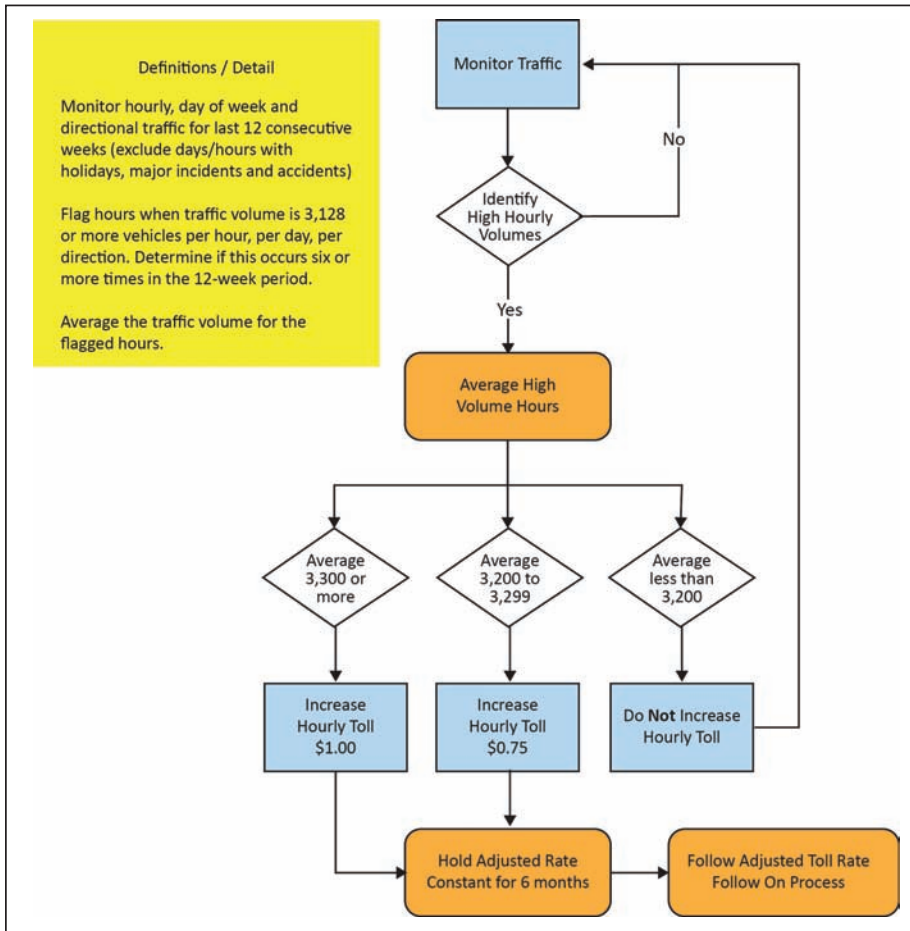 Definitions / Detail
Monitor hourly, day of week and
directional traffic for last 12 consecutive
weeks (exclude days/hours with
holidays, major incidents and accidents)
Flag hours when traffic volume is 3,128
or more vehicles per hour, per day, per
direction. Determine if this occurs six or
more times in the 12-week period.
Average the traffic volume for the
flagged hours.
Monitor Traffic
No
Identify
High Hourly
Volumes
Yes
Average High
Volume Hours
Average
3,300 or
more
Average
3,200 to
3,299
Average
less than
3,200
Increase
Hourly Toll
$1.00
Increase
Hourly Toll
$0.75
Do Not Increase
Hourly Toll
Hold Adjusted Rate
Constant for 6 months
Follow Adjusted Toll Rate
Follow On Process